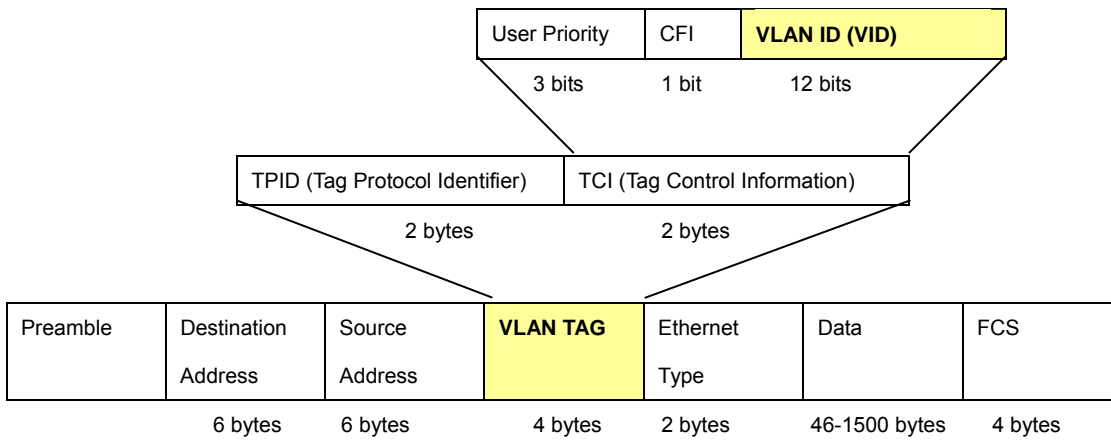 User Priority CFI VLAN ID (VID)
3 bits 1 bit 12 bits
TPID (Tag Protocol Identifier) TCI (Tag Control Information)
2 bytes 2 bytes
Preamble Destination Source VLAN TAG Ethernet Data FCS
Address Address Type
6 bytes 6 bytes 4 bytes 2 bytes 46-1500 bytes 4 bytes